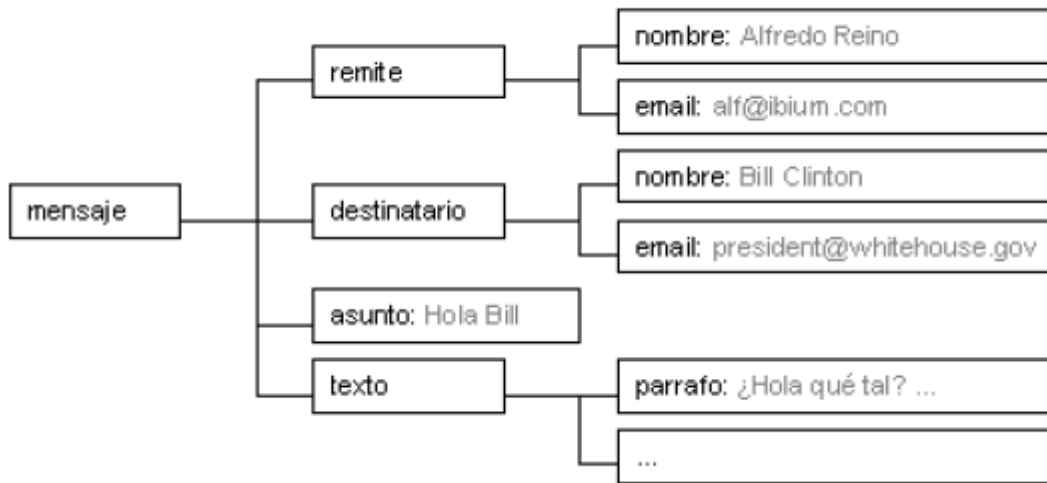 nombre: Alfredo Reino
remite
email: alf@ibium.com
nombre: Bill Clinton
mensaje
destinatario
email: president@whitehouse.gov
asunto: Hola Bill
texto
parrafo: ¿Hola qué tal? ...
...